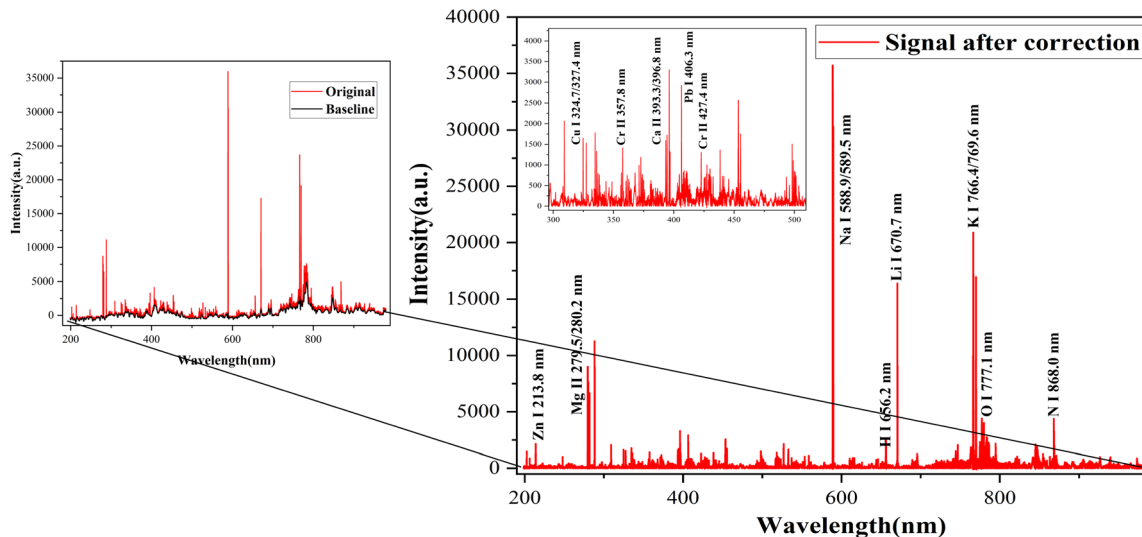 35000
30000
25000
20000
15000
10000
5000
0
200
400
600
800
Intensity(a.u.)
Wavelength(nm)
Original
Baseline
40000
35000
30000
25000
20000
15000
10000
5000
0
200
400
600
800
Intensity(a.u.)
Wavelength(nm)
Signal after correction
4000
3500
3000
2500
2000
1500
1000
500
0
300
350
400
450
500
Cu I 324.7/327.4 nm
Cr II 357.8 nm
Ca II 393.3/396.8 nm
Pb I 406.3 nm
Cr II 427.4 nm
Zn I 213.8 nm
Mg II 279.5/280.2 nm
Na I 588.9/589.5 nm
H I 656.2 nm
Li I 670.7 nm
K I 766.4/769.6 nm
O I 777.1 nm
N I 868.0 nm